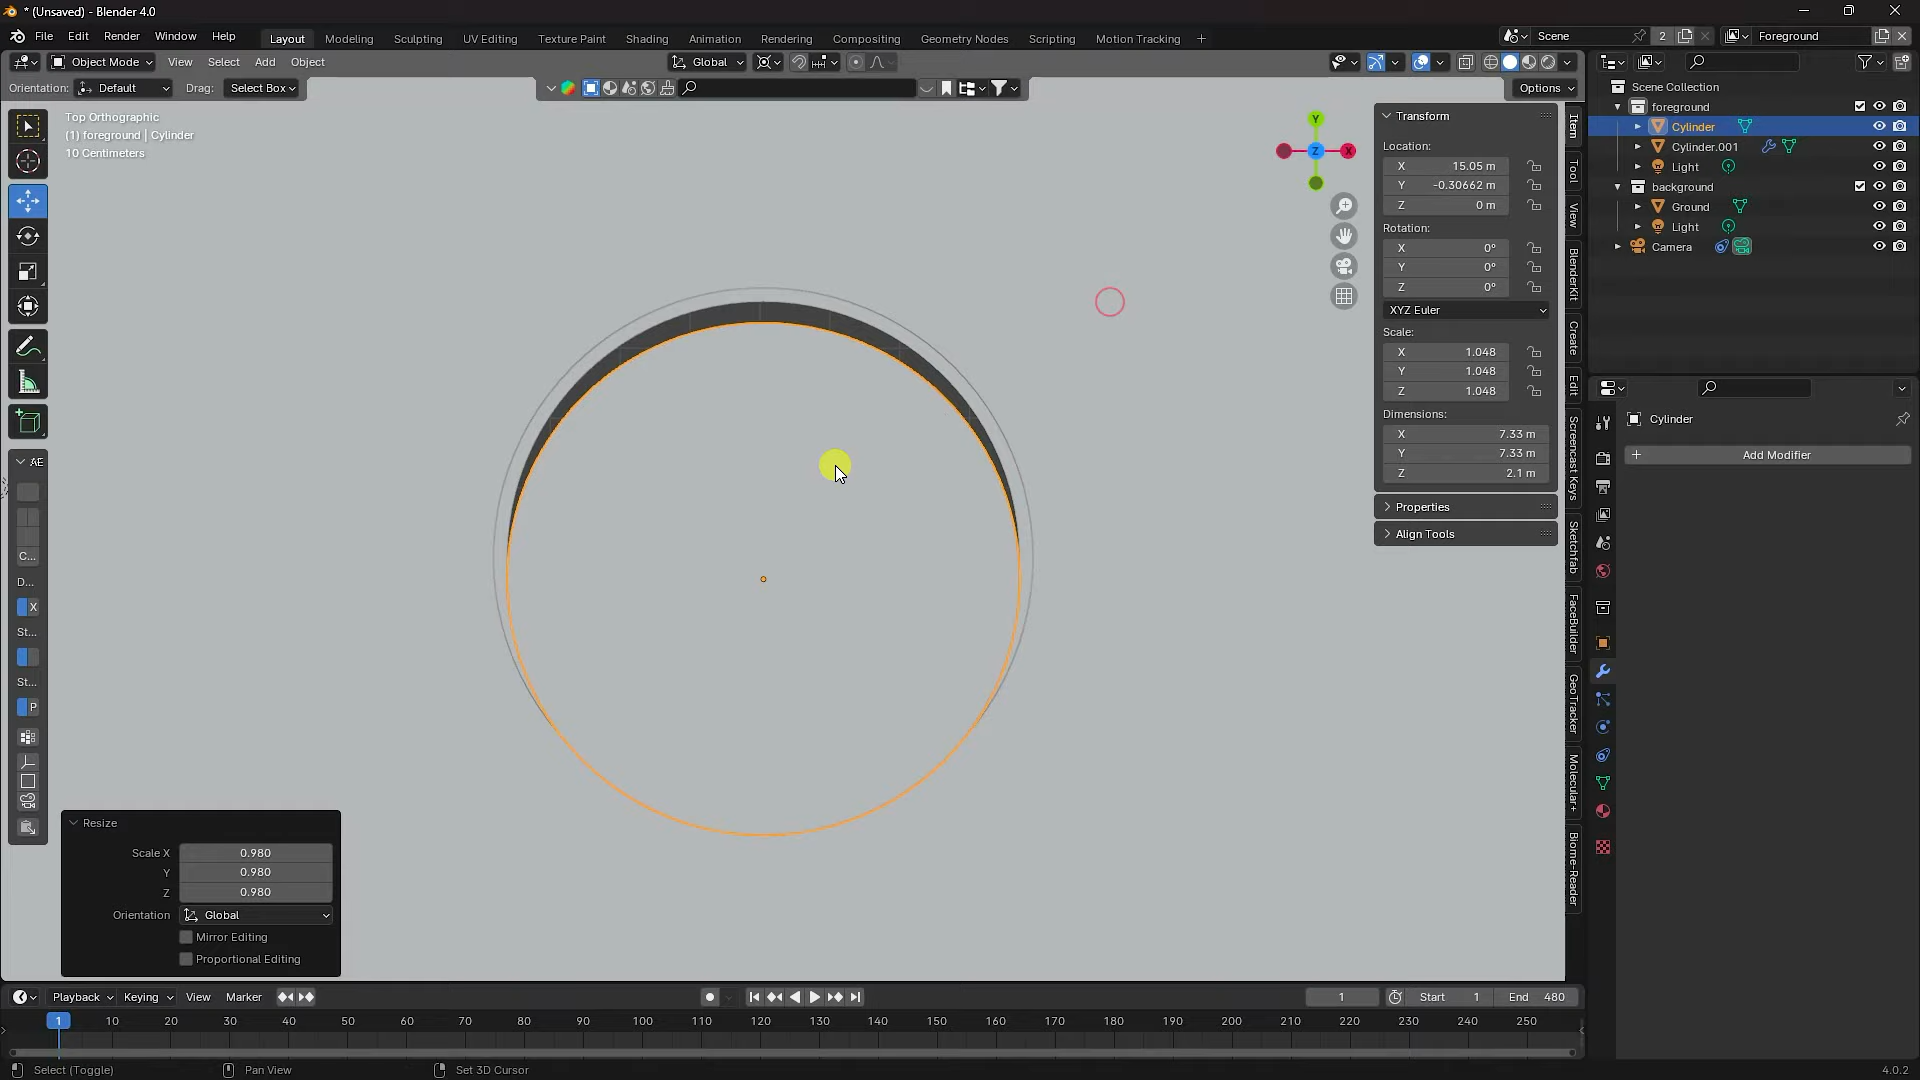 * (Unsaved) - Blender 4.0
File Edit Render Window Help Layout Modeling Sculpting UV Editing Texture Paint Shading Animation Rendering Compositing Geometry Nodes Scripting Motion Tracking + Scene 2 Foreground
Object Mode View Select Add Object Global
Orientation: Default Drag: Select Box Options
Top Orthographic
(1) foreground | Cylinder
10 Centimeters
Y
Z X
Transform
Location:
X 15.05 m
Y -0.30662 m
Z 0 m
Rotation:
X 0°
Y 0°
Z 0°
XYZ Euler
Scale:
X 1.048
Y 1.048
Z 1.048
Dimensions:
X 7.33 m
Y 7.33 m
Z 2.1 m
Properties
Align Tools
Item
Tool
View
BlenderKit
Create
Edit
Screencast Keys
Sketchfab
FaceBuilder
GeoTracker
Molecular+
Biome-Reader
Scene Collection
foreground
Cylinder
Cylinder.001
Light
background
Ground
Light
Camera
Cylinder
+ Add Modifier
AE
C...
D...
X
St...
St...
P
Resize
Scale X 0.980
Y 0.980
Z 0.980
Orientation Global
Mirror Editing
Proportional Editing
Playback Keying View Marker 1 Start 1 End 480
1 10 20 30 40 50 60 70 80 90 100 110 120 130 140 150 160 170 180 190 200 210 220 230 240 250
Select (Toggle) Pan View Set 3D Cursor 4.0.2